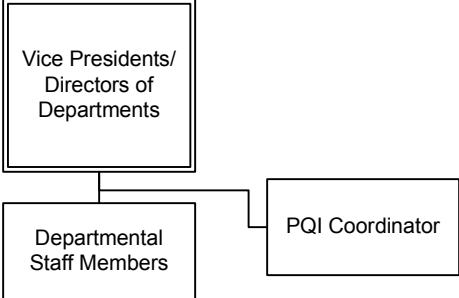 Vice Presidents/
Directors of
Departments
PQI Coordinator
Departmental
Staff Members